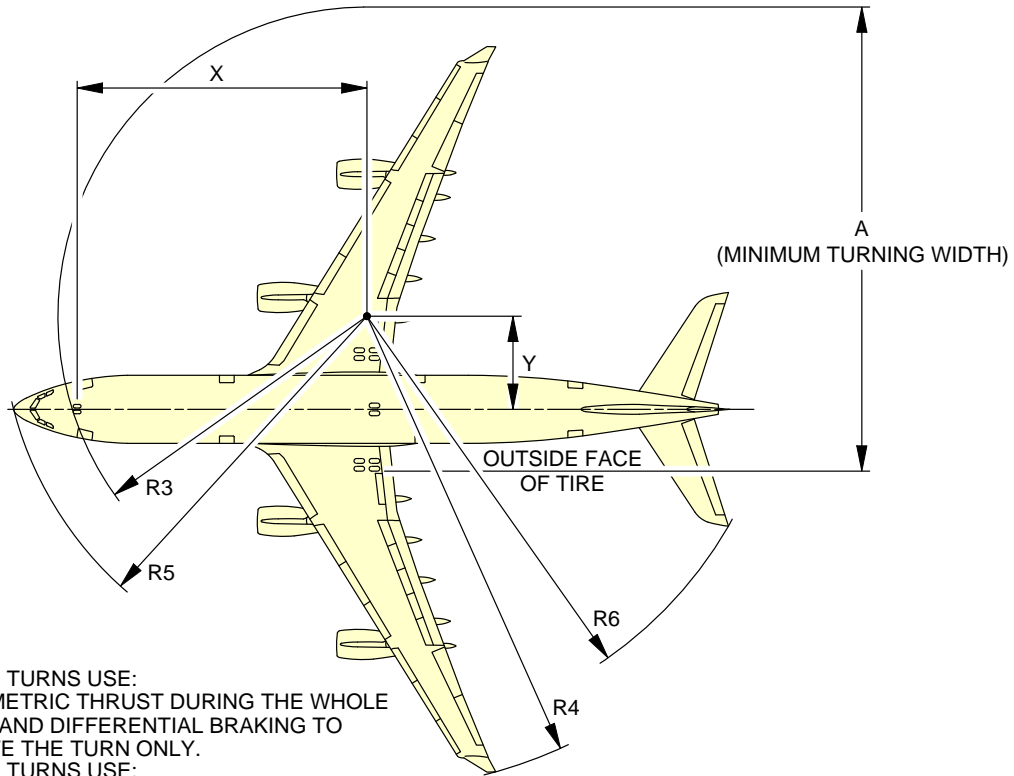 X
A
(MINIMUM TURNING WIDTH)
Y
OUTSIDE FACE
OF TIRE
R3
R5
R6
R4
TURNS USE:
METRIC THRUST DURING THE WHOLE
AND DIFFERENTIAL BRAKING TO
E THE TURN ONLY.
TURNS USE: